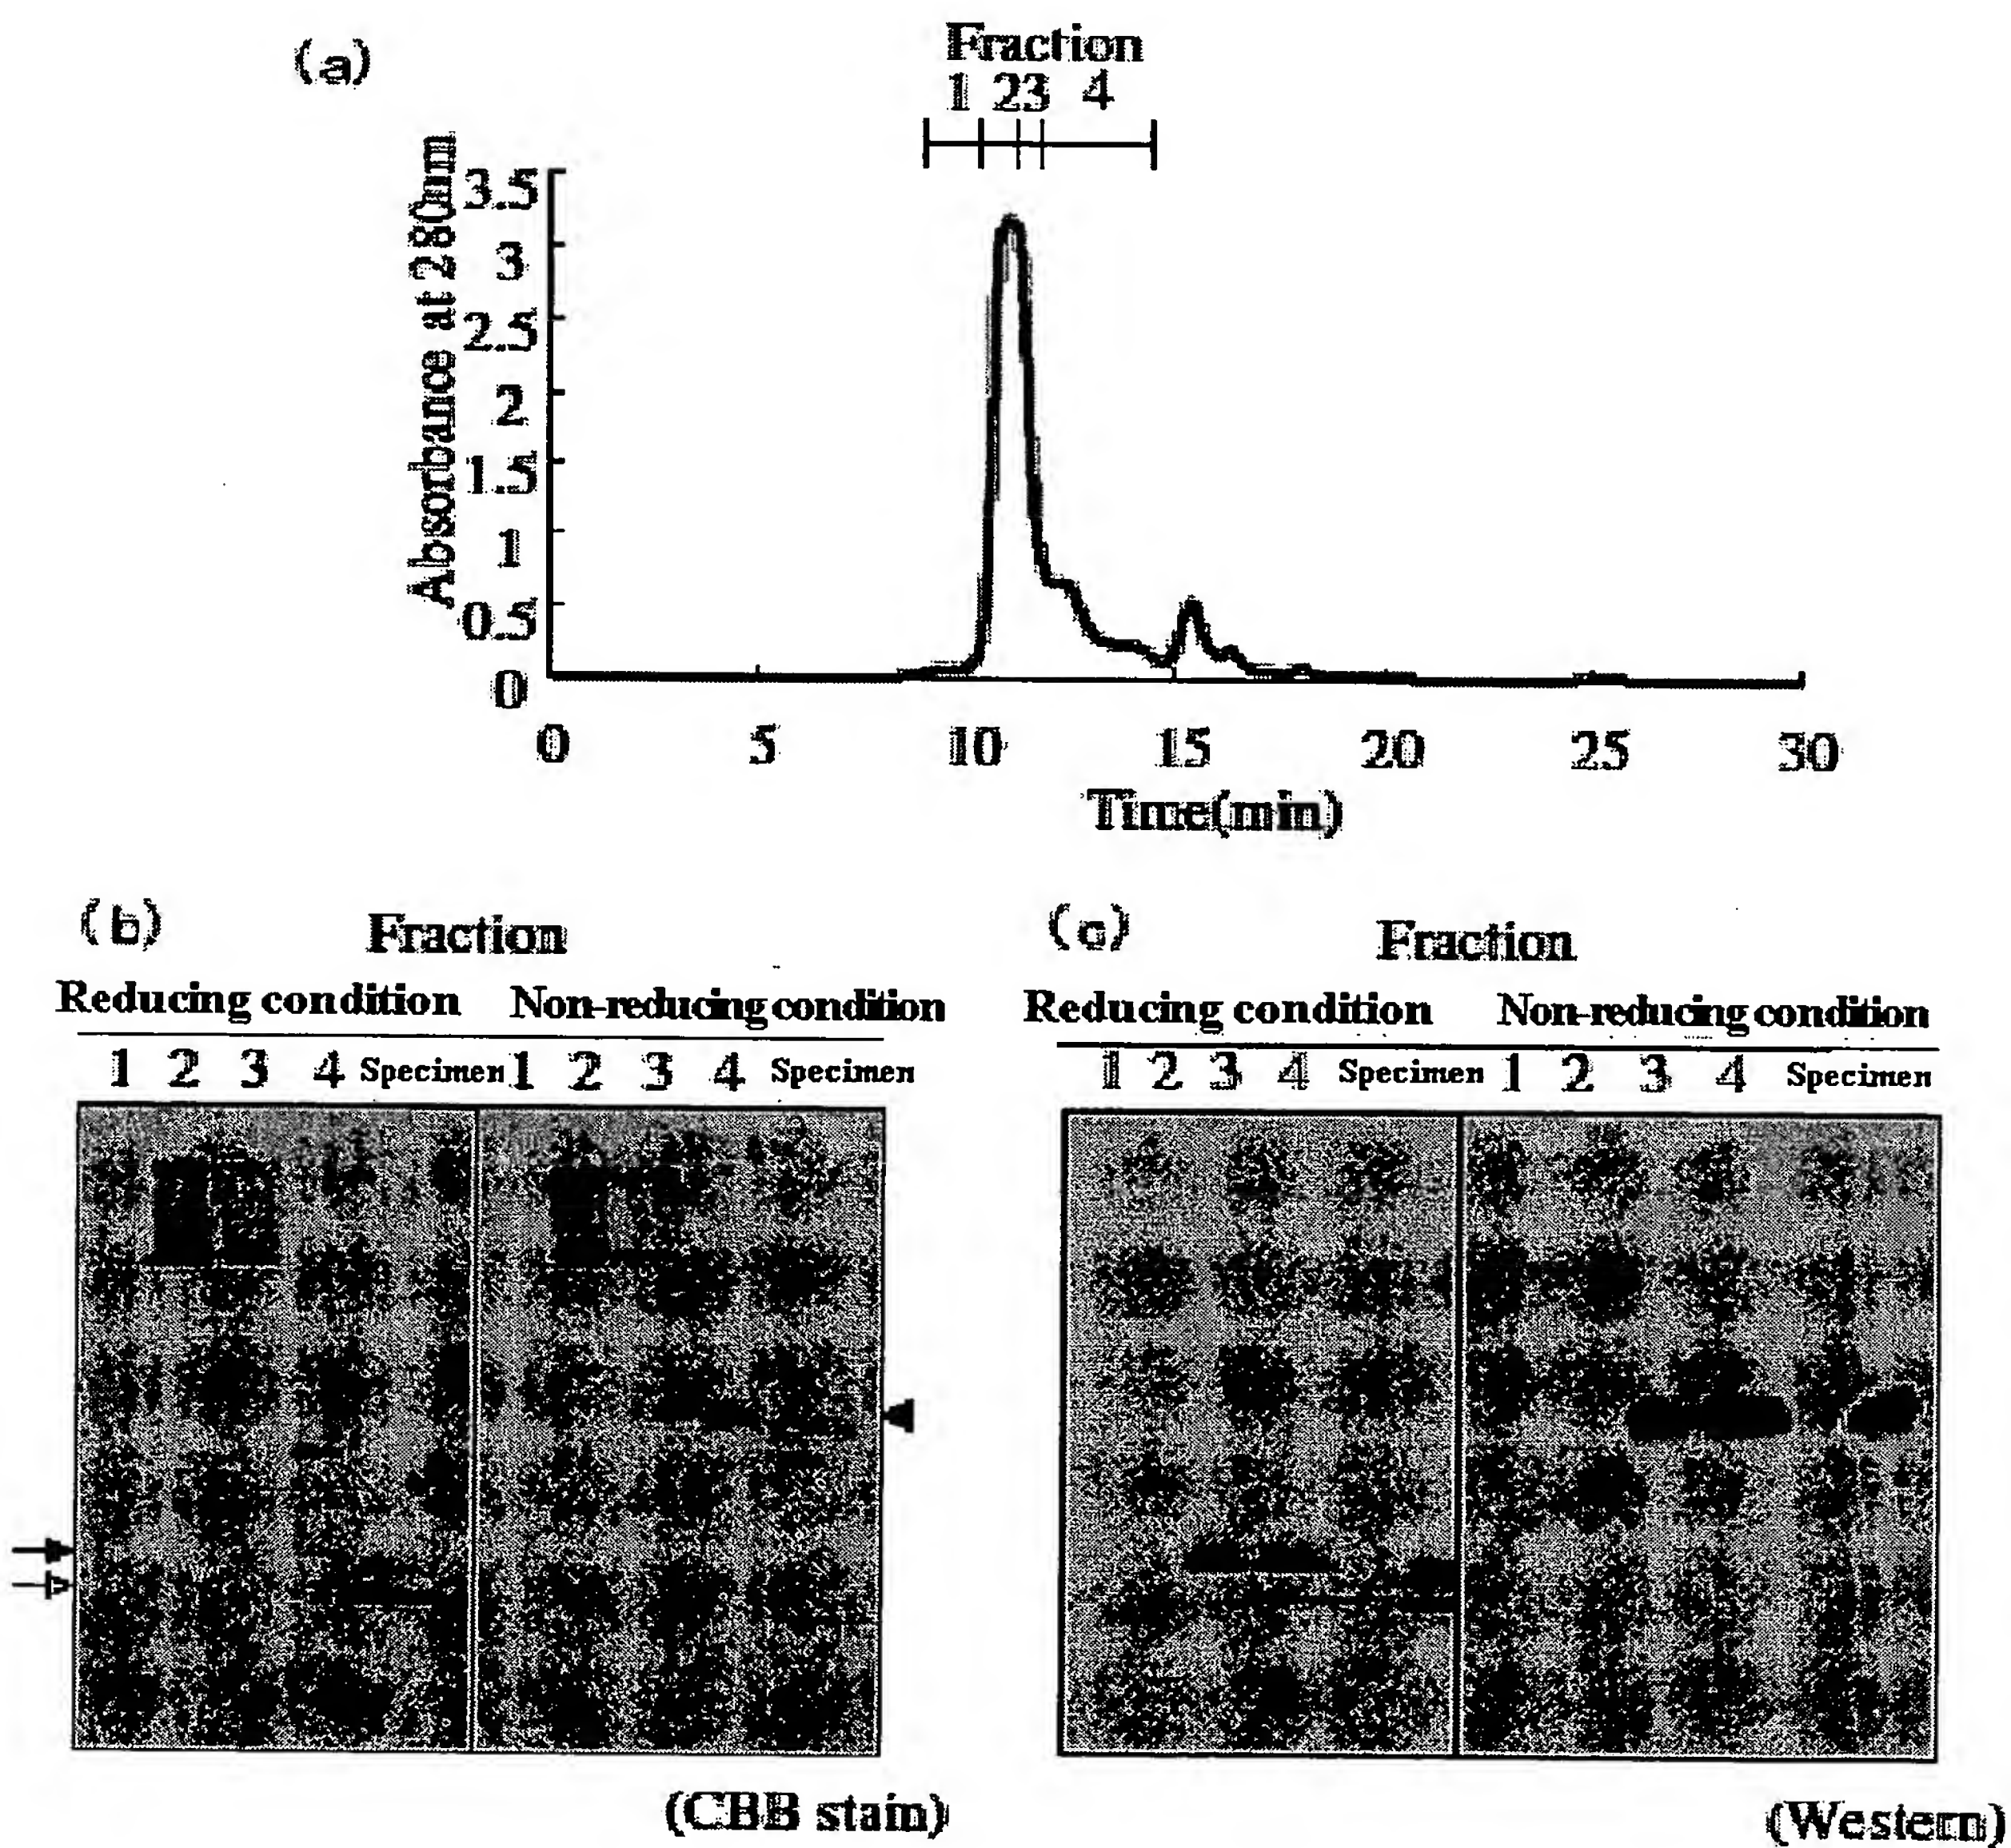 (a)
Fraction
1 2 3 4
Absorbance at 280nm
3.5
3
2.5
2
1.5
1
0.5
0
0 5 10 15 20 25 30
Time(min)
(b)
Fraction
Reducing condition Non-reducing condition
1 2 3 4 Specimen 1 2 3 4 Specimen
(CBB stain)
(c)
Fraction
Reducing condition Non-reducing condition
1 2 3 4 Specimen 1 2 3 4 Specimen
(Western)